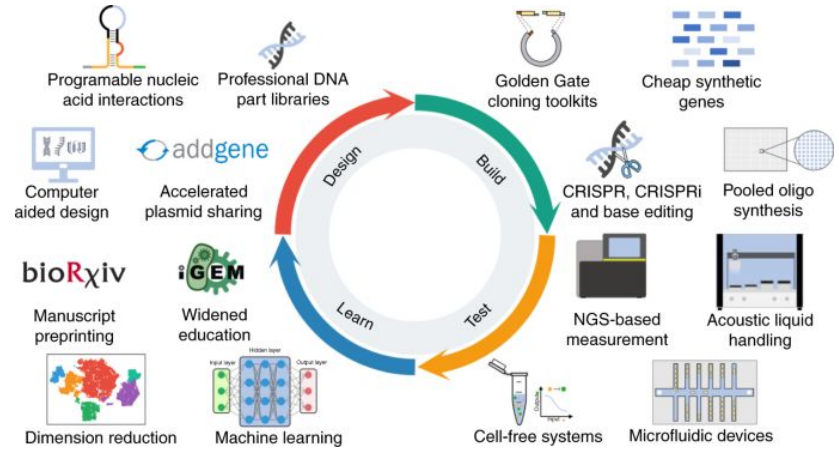 Programable nucleic
acid interactions
Professional DNA
part libraries
Golden Gate
cloning toolkits
Cheap synthetic
genes
Computer
aided design
addgene
Accelerated
plasmid sharing
Design
Build
CRISPR, CRISPRi
and base editing
Pooled oligo
synthesis
bioRχiv
Manuscript
preprinting
iGEM
Widened
education
Learn
Test
NGS-based
measurement
Acoustic liquid
handling
Dimension reduction
Input layer
Hidden layer
Output layer
Machine learning
Outputs
Input
Cell-free systems
Microfluidic devices